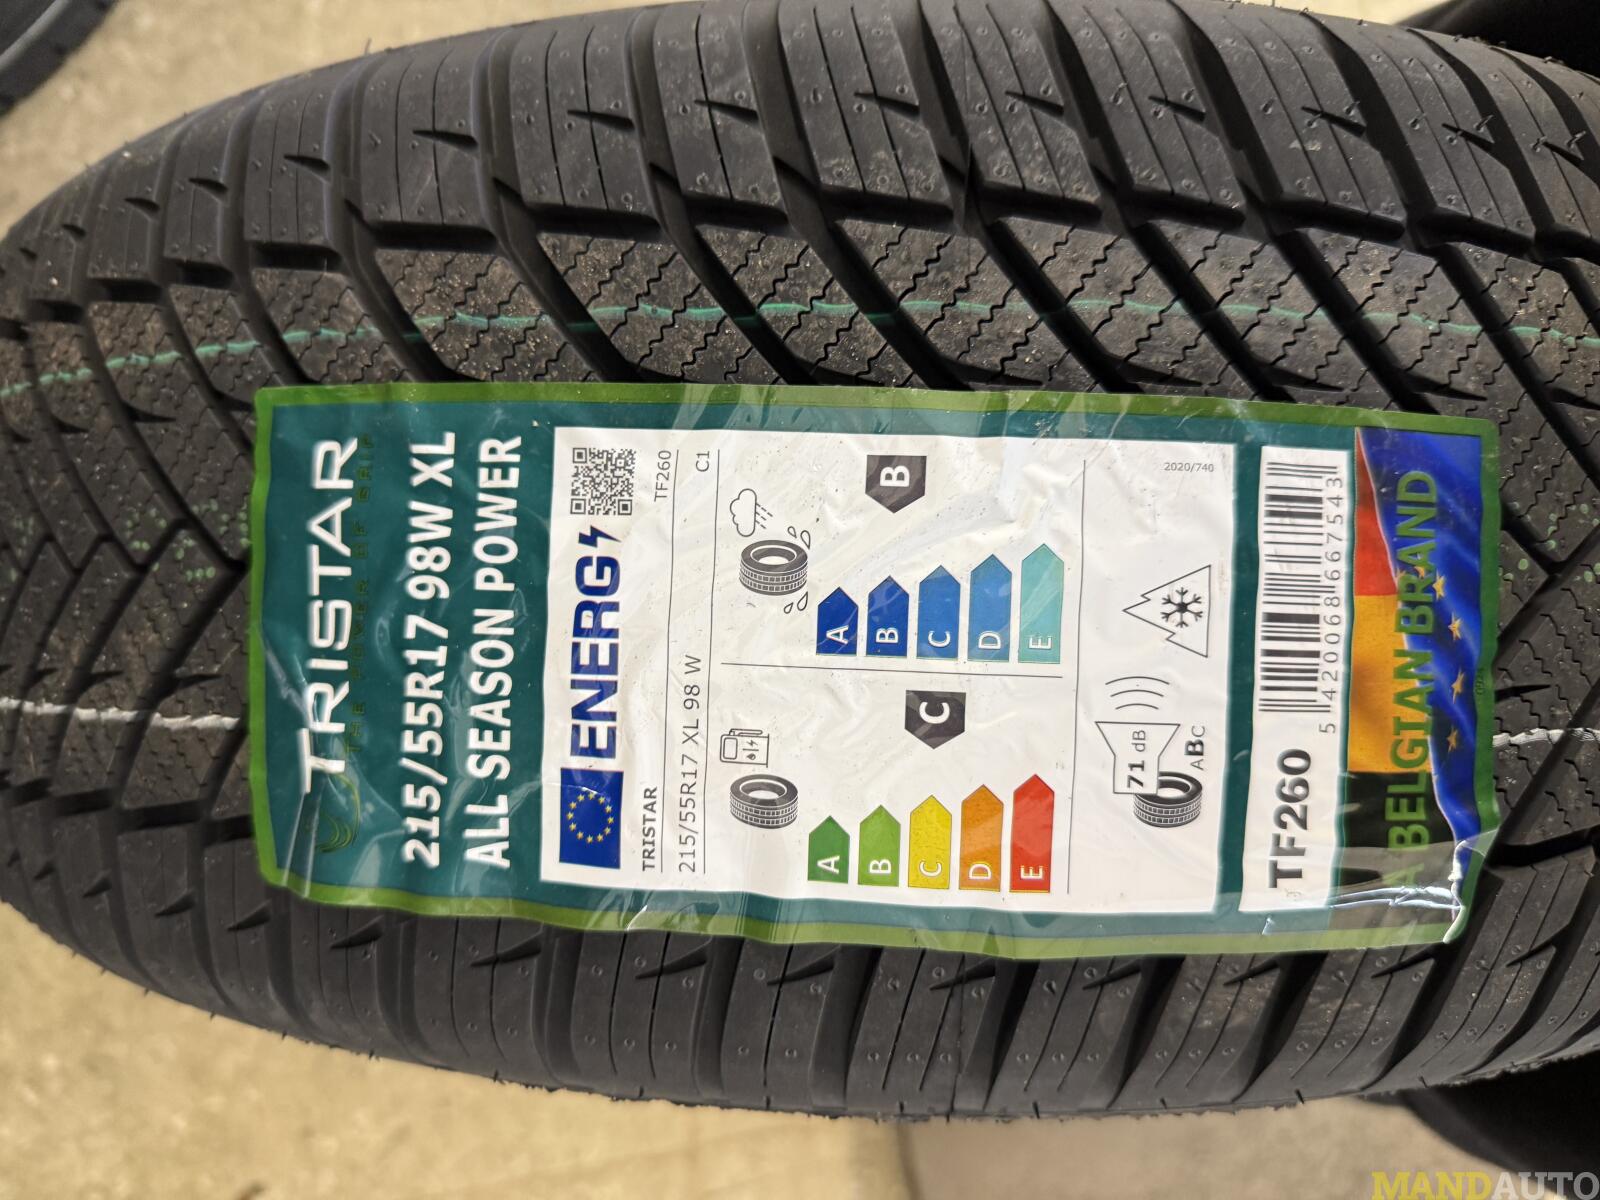 TRISTAR
THE POWER OF GRIP
215/55R17 98W XL
ALL SEASON POWER
ENERG
TRISTAR
TF260
215/55R17 XL 98 W
C1
A
B
C
D
E
C
A
B
C
D
E
B
71 dB
ABC
2020/740
TF260
5 420068 667543
A BELGIAN BRAND
MANDAUTO